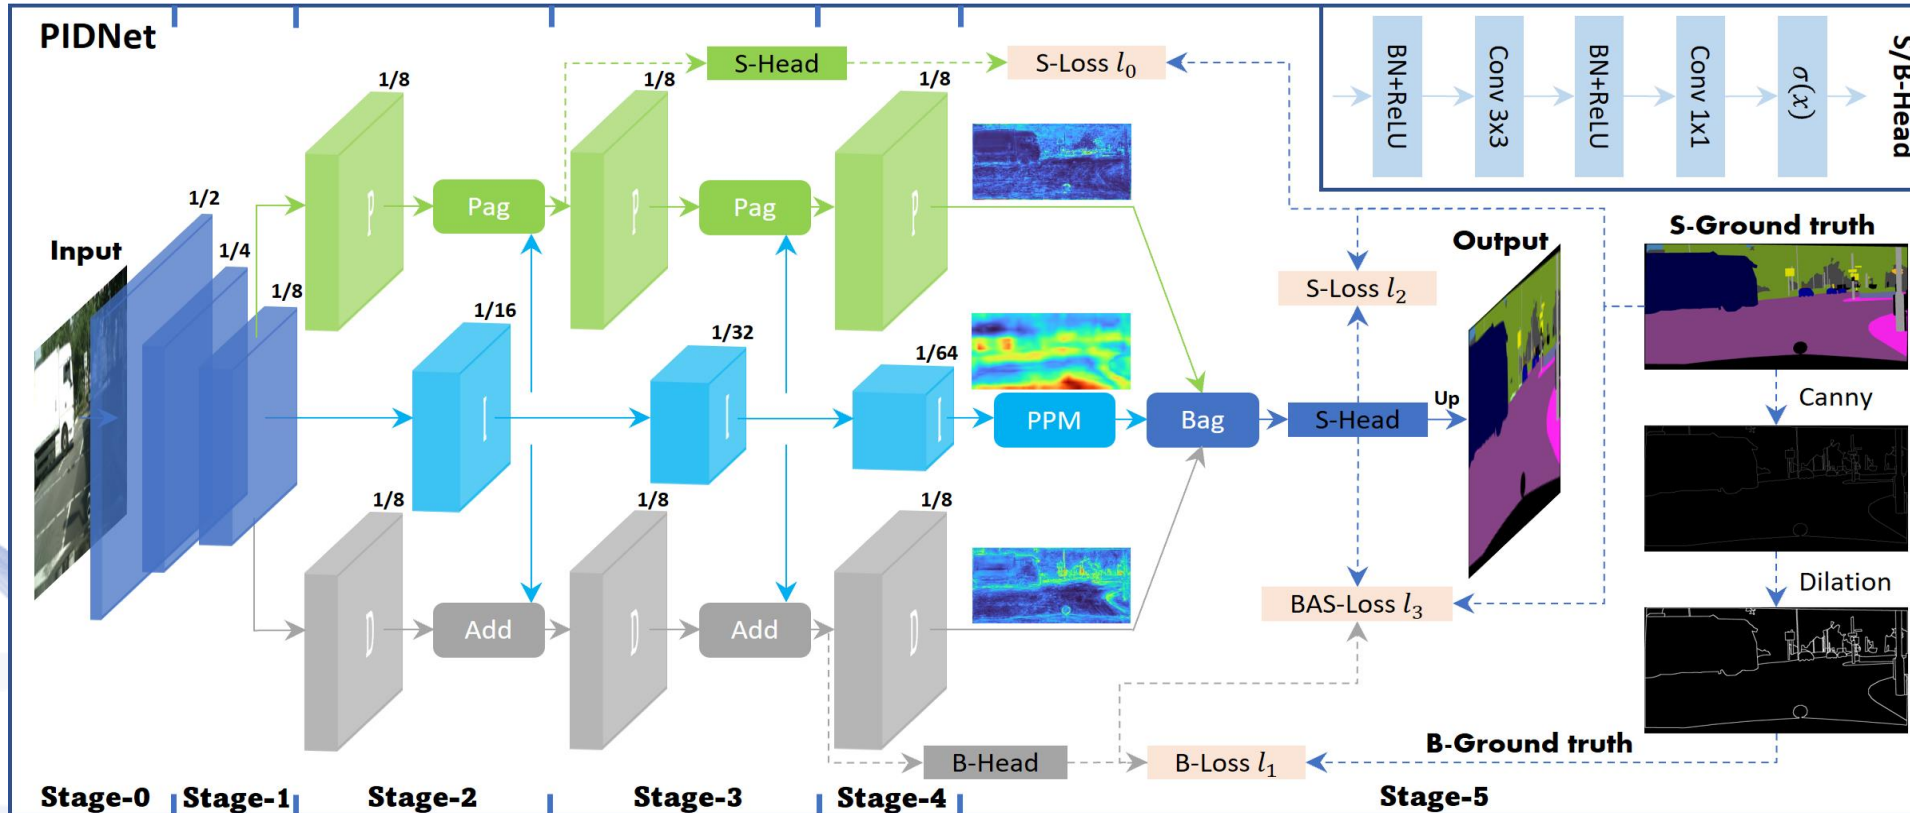 PIDNet
S-Head
S-Loss l₀
BN+ReLU
Conv 3x3
BN+ReLU
Conv 1x1
σ(x)
S/B-Head
1/8
1/8
1/8
P
Pag
P
Pag
P
1/2
1/4
1/8
Input
Output
S-Ground truth
S-Loss l₂
1/16
1/32
1/64
I
I
I
PPM
Bag
S-Head
Up
Canny
1/8
1/8
1/8
D
Add
D
Add
D
BAS-Loss l₃
Dilation
B-Head
B-Loss l₁
B-Ground truth
Stage-0
Stage-1
Stage-2
Stage-3
Stage-4
Stage-5